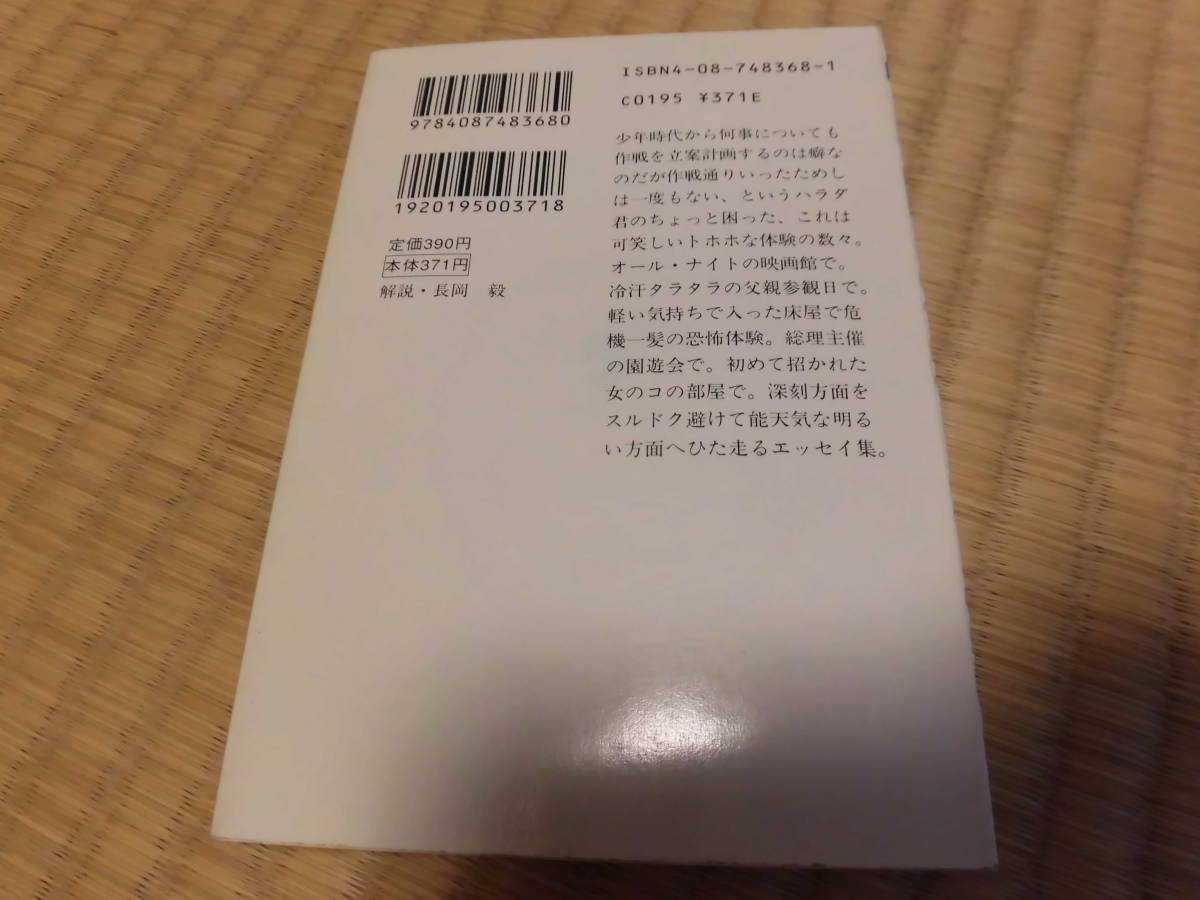 9784087483680
1920195003718
定価390円
本体371円
解説・長岡 毅
ISBN4-08-748368-1
C0195 ¥371E
少年時代から何事についても
作戦を立案計画するのは癖な
のだが作戦通りいったためし
は一度もない、というハラダ
君のちょっと困った、これは
可笑しいトホホな体験の数々。
オール・ナイトの映画館で。
冷汗タラタラの父親参観日で。
軽い気持ちで入った床屋で危
機一髪の恐怖体験。総理主催
の園遊会で。初めて招かれた
女のコの部屋で。深刻方面を
スルドク避けて能天気な明る
い方面へひた走るエッセイ集。